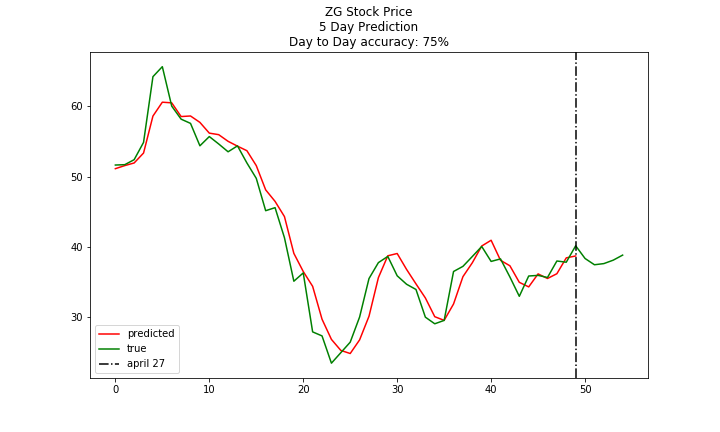 ZG Stock Price
5 Day Prediction
Day to Day accuracy: 75%
60
50
40
30
predicted
true
april 27
0 10 20 30 40 50